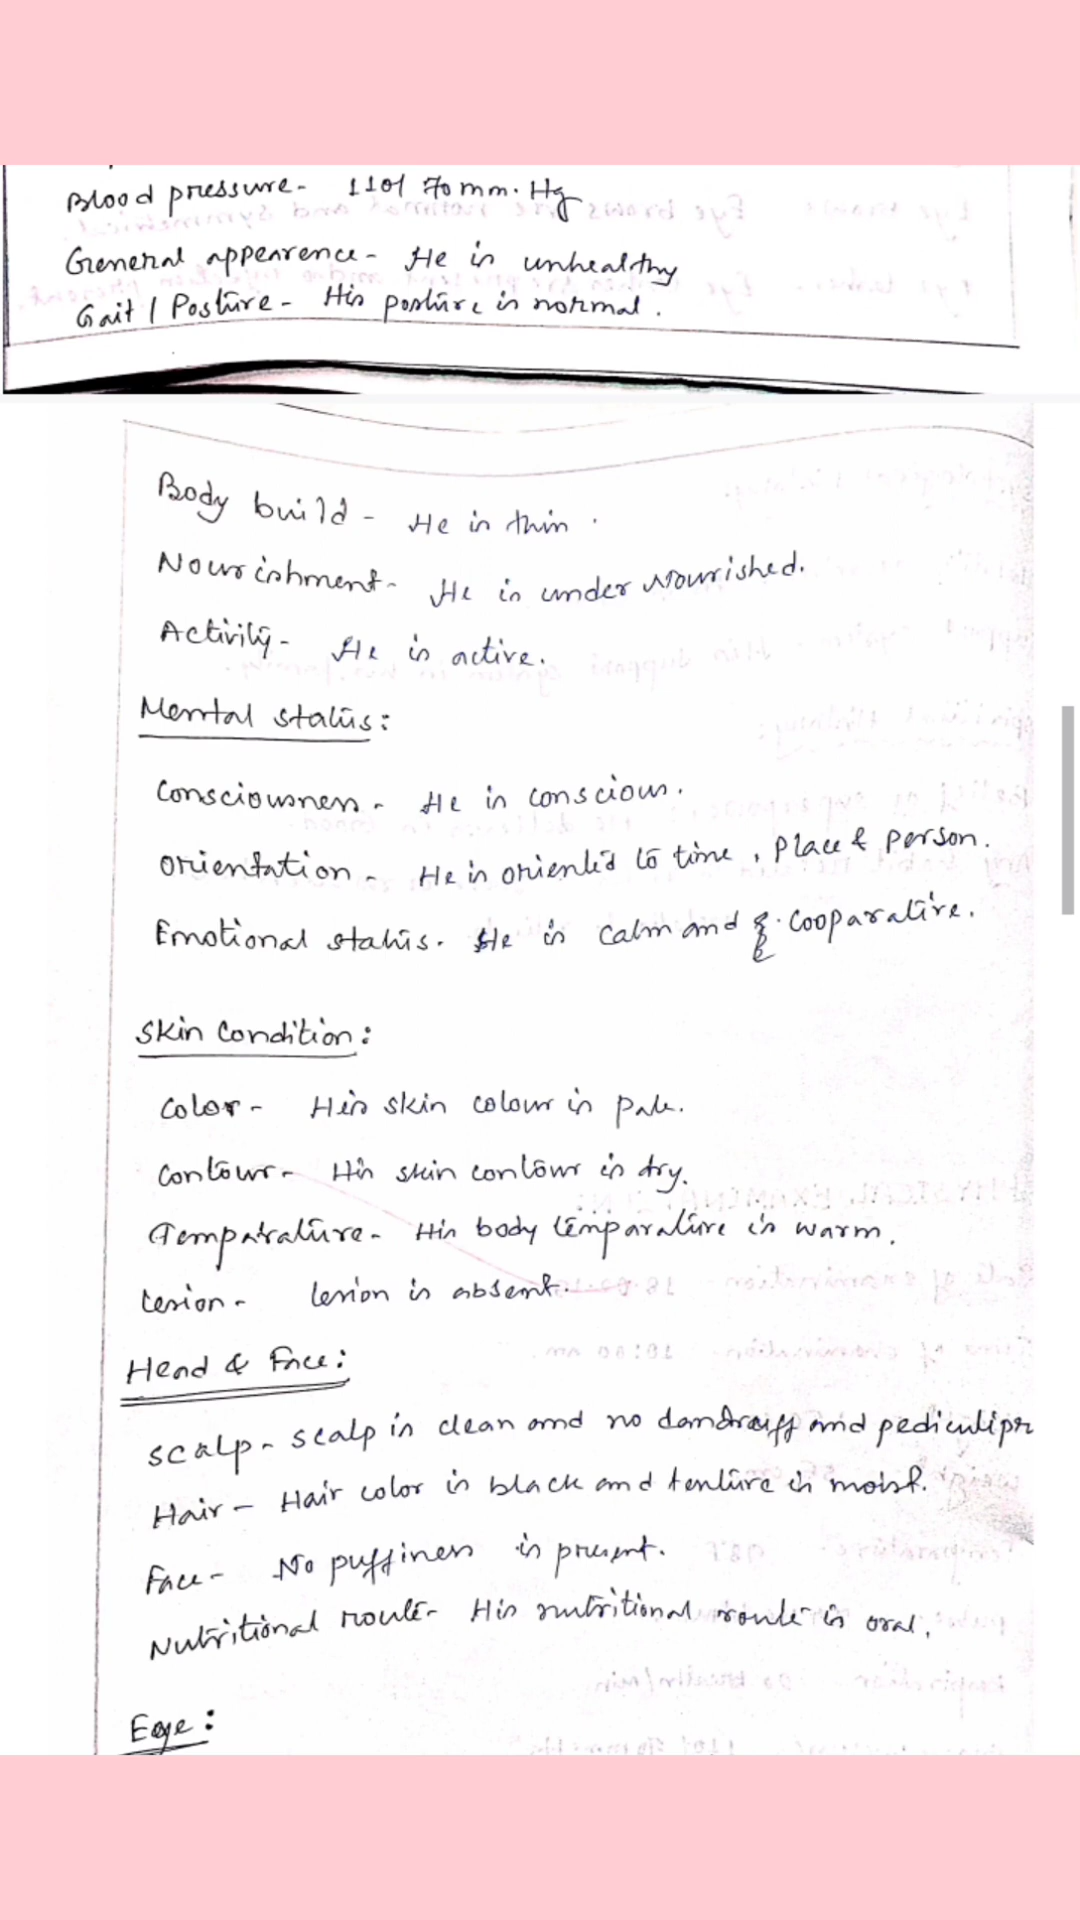 Blood pressure - 110/ 70 mm. Hg
General appearence - He is unhealthy
Gait / Posture - His posture is normal.
Body build - He is thin.
Nourishment - He is under nourished.
Activity - He is active.
Mental status:
Consciousness - He is conscious.
Orientation - He is oriented to time, place & person.
Emotional status. He is calm and cooparative.
Skin Condition:
Color - His skin colour is pale.
Contour - His skin contour is dry.
Tempatrature - His body temparature is warm.
Lesion - lesion is absent.
Head & Face:
Scalp - scalp is clean and no dandraff and
Hair - Hair color is black and texture is moist.
Face - No puffiness is present.
Nutritional route - His nutritional route is oral.
Eye: